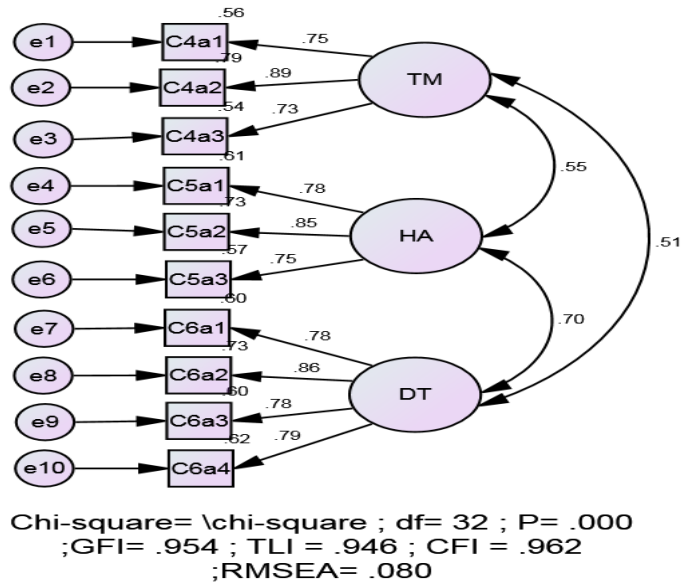 .56
e1 C4a1 .75
.79
e2 C4a2 .89 TM
.54
e3 C4a3 .73
.61
e4 C5a1 .78 .55
.73
e5 C5a2 .85 HA .51
.57
e6 C5a3 .75
.60
e7 C6a1 .78 .70
.73
e8 C6a2 .86 DT
.60
e9 C6a3 .78
.62
e10 C6a4 .79
Chi-square= \chi-square ; df= 32 ; P= .000
;GFI= .954 ; TLI = .946 ; CFI = .962
;RMSEA= .080